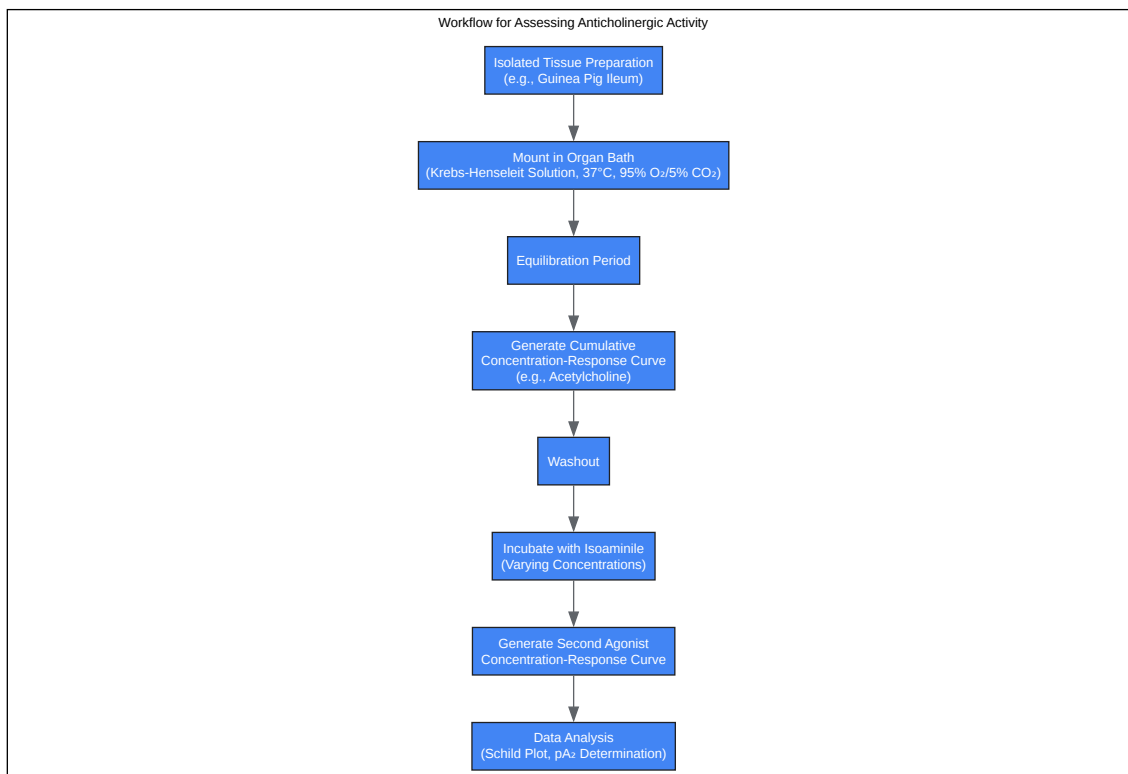 Workflow for Assessing Anticholinergic Activity
Isolated Tissue Preparation
(e.g., Guinea Pig Ileum)
Mount in Organ Bath
(Krebs-Henseleit Solution, 37°C, 95% O₂/5% CO₂)
Equilibration Period
Generate Cumulative
Concentration-Response Curve
(e.g., Acetylcholine)
Washout
Incubate with Isoaminile
(Varying Concentrations)
Generate Second Agonist
Concentration-Response Curve
Data Analysis
(Schild Plot, pA₂ Determination)